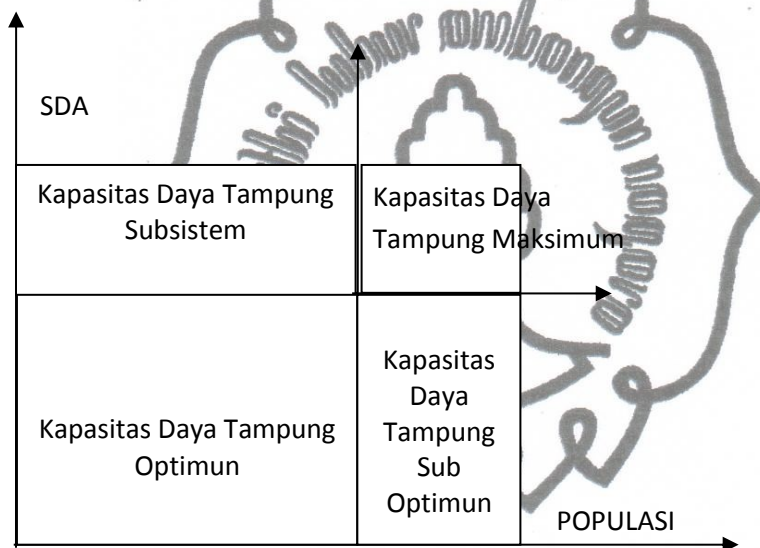 SDA
Kapasitas Daya Tampung
Subsistem
Kapasitas Daya
Tampung Maksimum
Kapasitas Daya Tampung
Optimun
Kapasitas
Daya
Tampung
Sub
Optimun
POPULASI